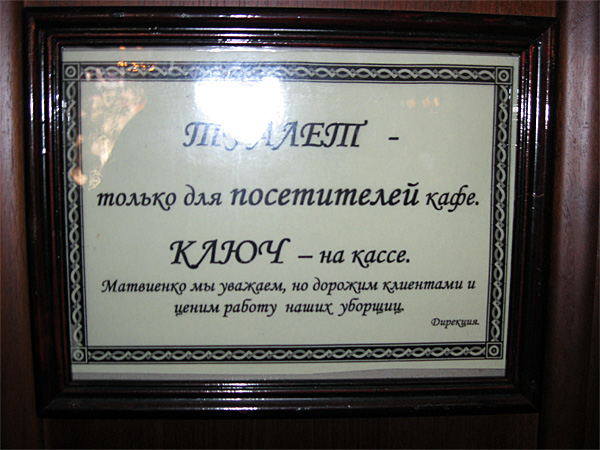 ТУАЛЕТ -
только для посетителей кафе.
КЛЮЧ – на кассе.
Матвиенко мы уважаем, но дорожим клиентами и
ценим работу наших уборщиц.
Дирекция.